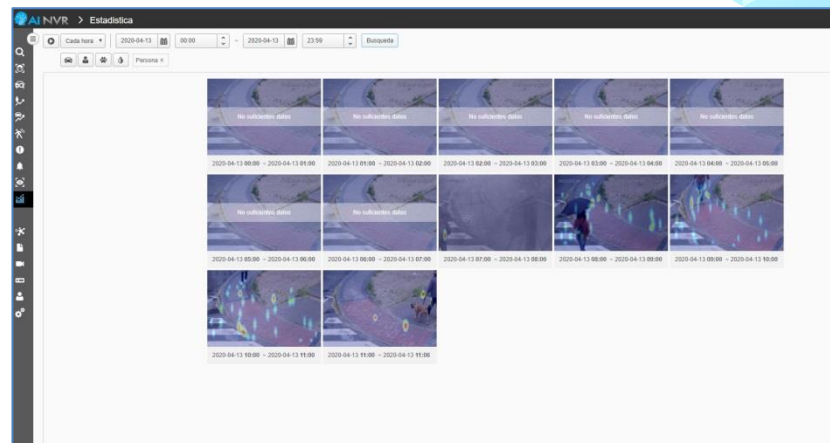 AI NVR > Estadística
Cada hora 2020-04-13 00:00 ~ 2020-04-13 23:59 Busqueda
Persona
No suficientes datos No suficientes datos No suficientes datos No suficientes datos No suficientes datos
2020-04-13 00:00 ~ 2020-04-13 01:00 2020-04-13 01:00 ~ 2020-04-13 02:00 2020-04-13 02:00 ~ 2020-04-13 03:00 2020-04-13 03:00 ~ 2020-04-13 04:00 2020-04-13 04:00 ~ 2020-04-13 05:00
No suficientes datos No suficientes datos
2020-04-13 05:00 ~ 2020-04-13 06:00 2020-04-13 06:00 ~ 2020-04-13 07:00 2020-04-13 07:00 ~ 2020-04-13 08:00 2020-04-13 08:00 ~ 2020-04-13 09:00 2020-04-13 09:00 ~ 2020-04-13 10:00
2020-04-13 10:00 ~ 2020-04-13 11:00 2020-04-13 11:00 ~ 2020-04-13 11:06